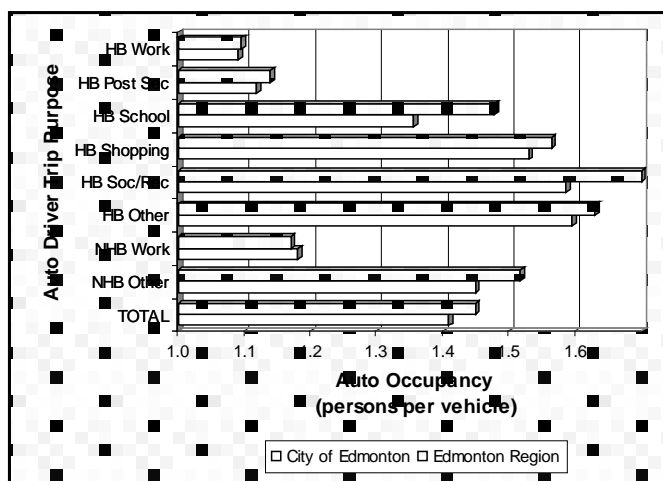 Auto Driver Trip Purpose
HB Work
HB Post Sec
HB School
HB Shopping
HB Soc/Rec
HB Other
NHB Work
NHB Other
TOTAL
1.0 1.1 1.2 1.3 1.4 1.5 1.6
Auto Occupancy
(persons per vehicle)
City of Edmonton Edmonton Region